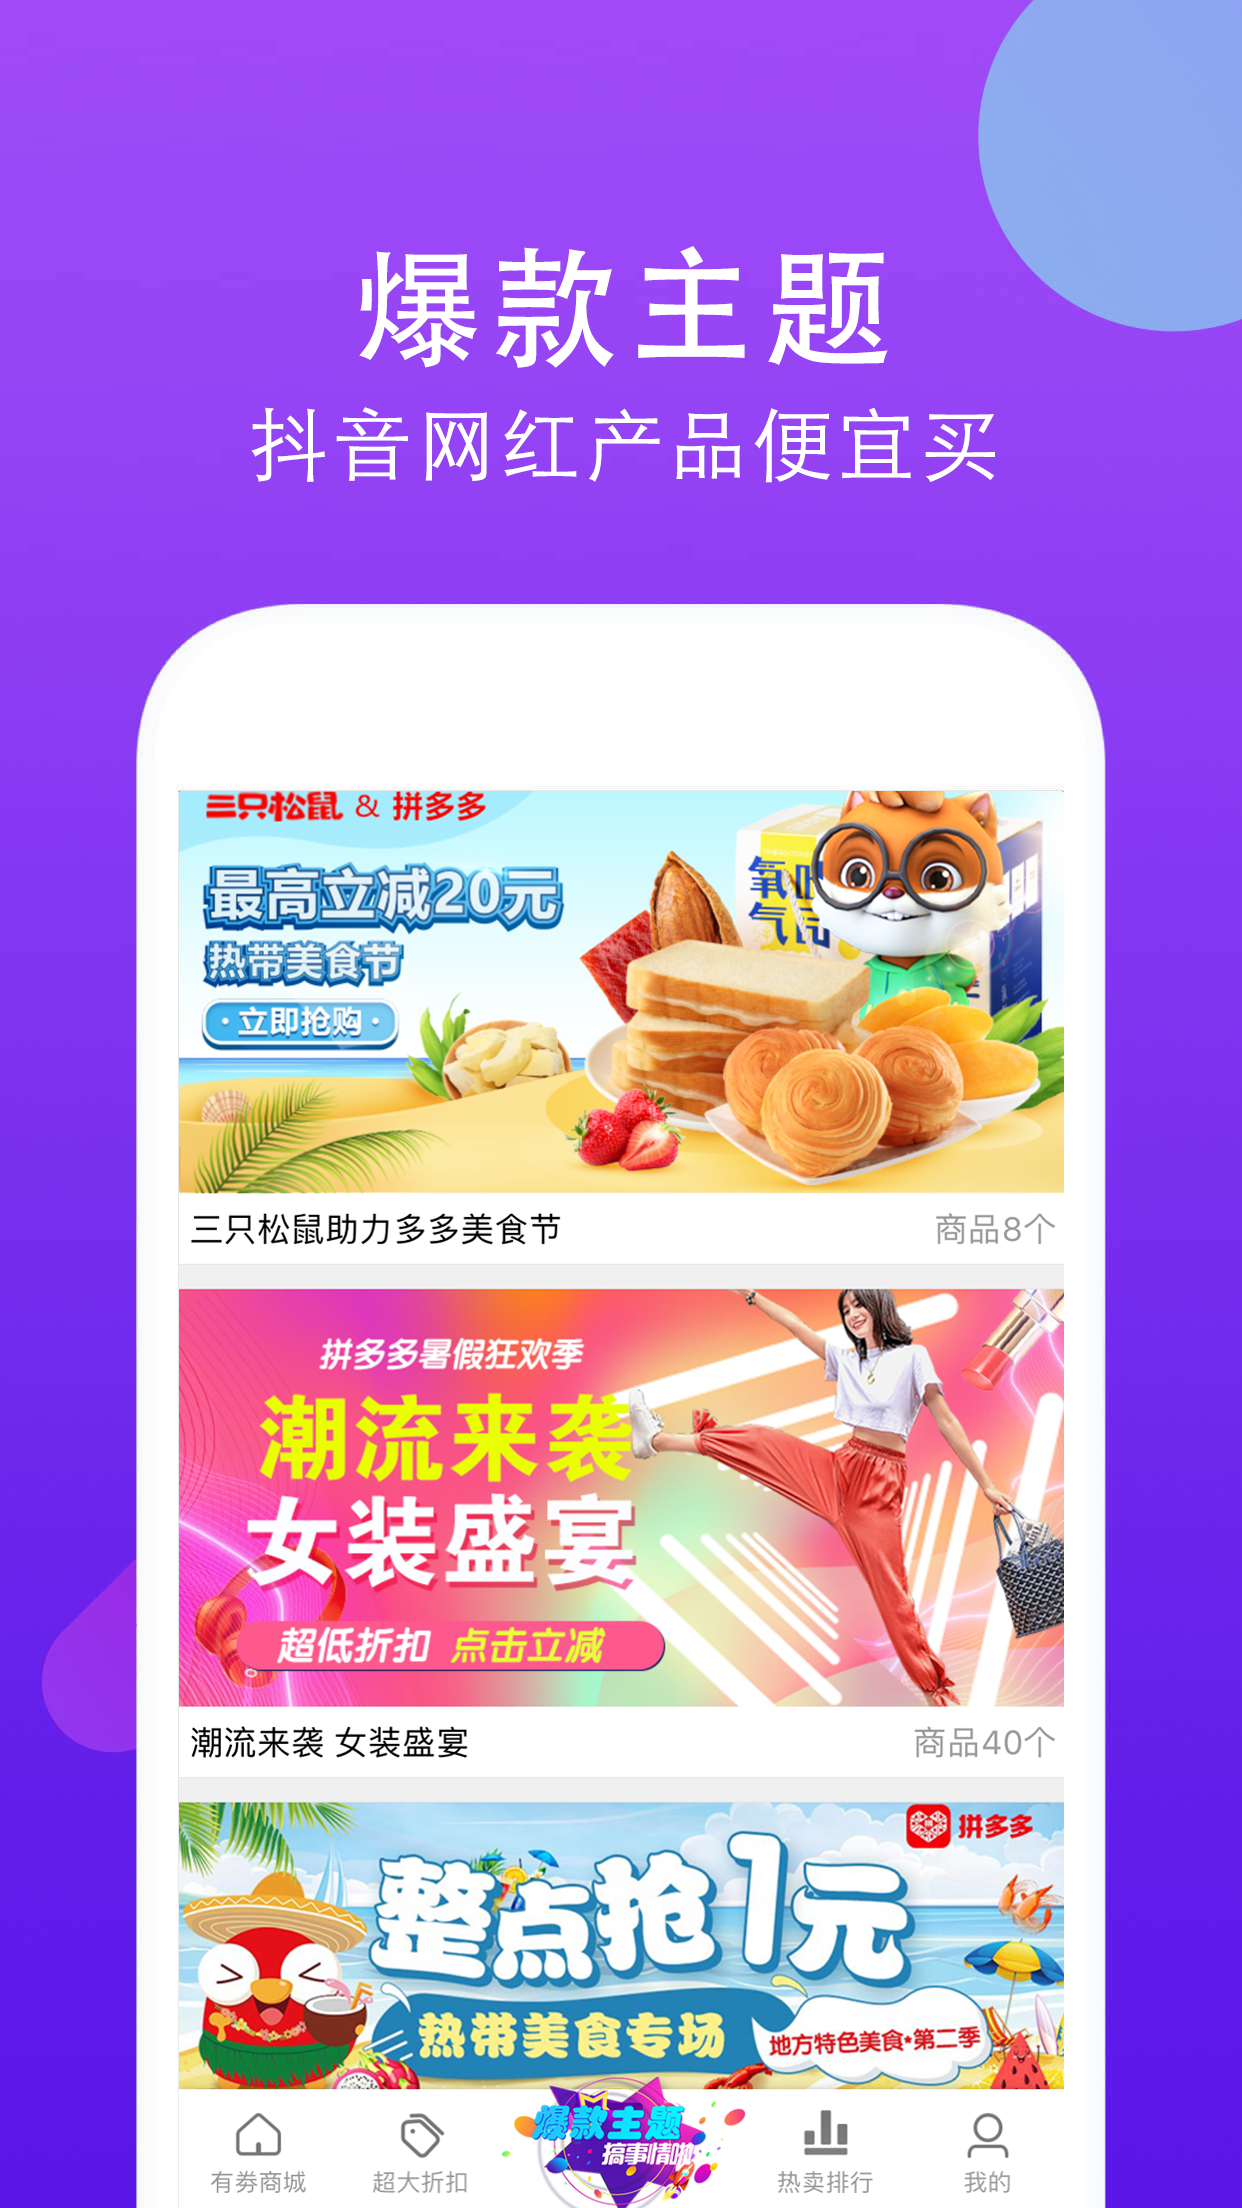 爆款主题
抖音网红产品便宜买
三只松鼠 & 拼多多
最高立减20元
热带美食节
· 立即抢购 ·
三只松鼠助力多多美食节 商品8个
拼多多暑假狂欢季
潮流来袭
女装盛宴
超低折扣 点击立减
潮流来袭 女装盛宴 商品40个
拼多多
整点抢1元
热带美食专场
地方特色美食·第二季
爆款主题
搞事情啦
有券商城 超大折扣 热卖排行 我的